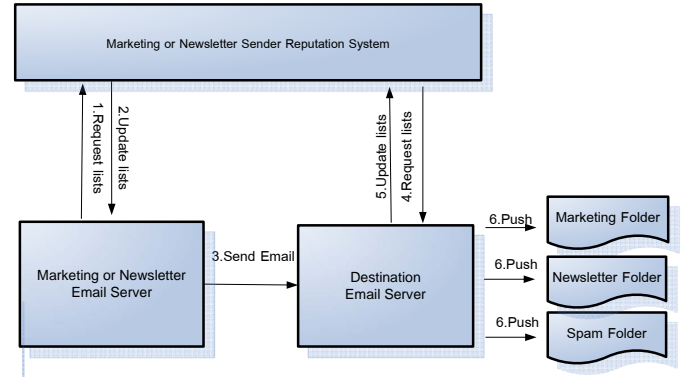 Marketing or Newsletter Sender Reputation System
1.Request lists
2.Update lists
5.Update lists
4.Request lists
Marketing or Newsletter
Email Server
3.Send Email
Destination
Email Server
6.Push
Marketing Folder
6.Push
Newsletter Folder
6.Push
Spam Folder